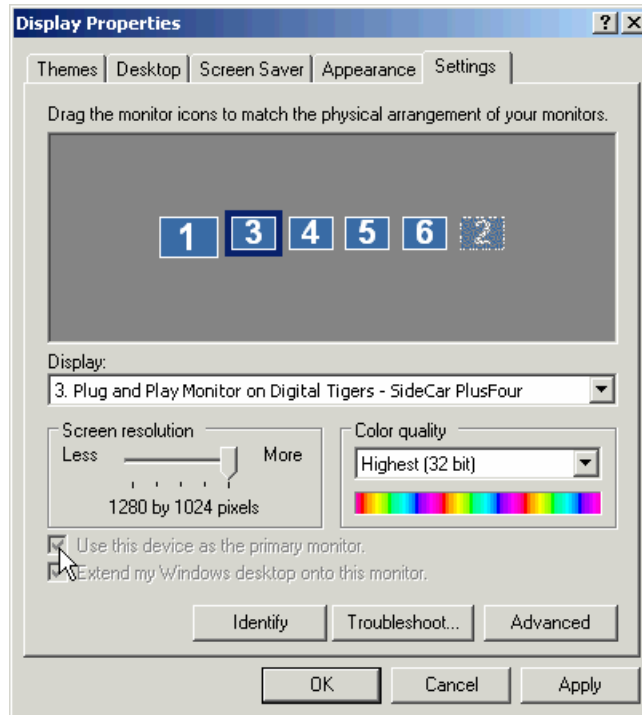 Display Properties
Themes Desktop Screen Saver Appearance Settings
Drag the monitor icons to match the physical arrangement of your monitors.
1 3 4 5 6 2
Display:
3. Plug and Play Monitor on Digital Tigers - SideCar PlusFour
Screen resolution
Less More
1280 by 1024 pixels
Color quality
Highest (32 bit)
Use this device as the primary monitor.
Extend my Windows desktop onto this monitor.
Identify Troubleshoot... Advanced
OK Cancel Apply